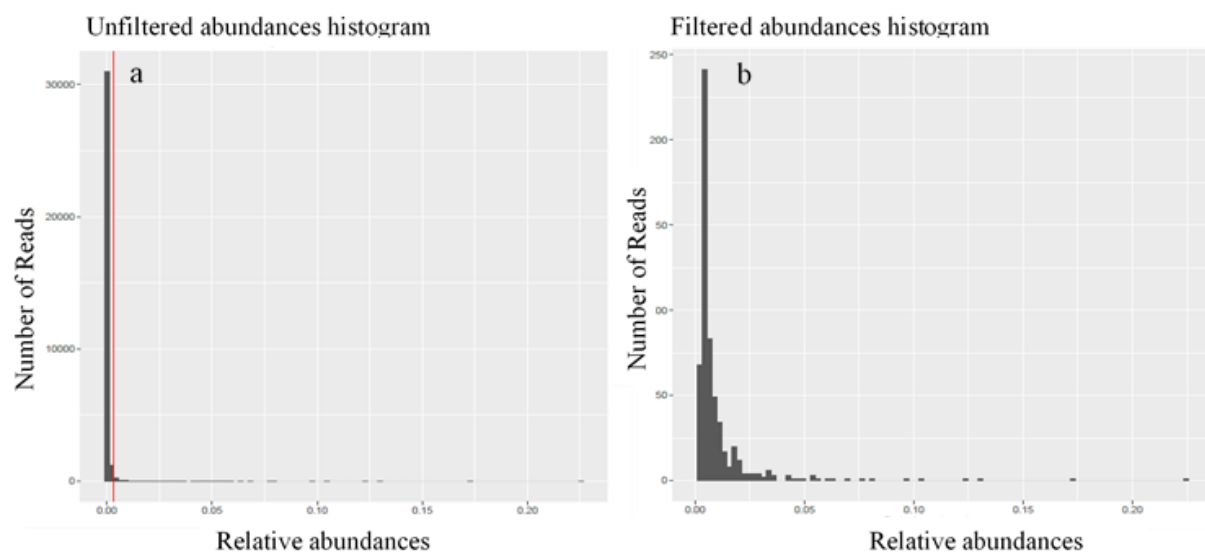 Unfiltered abundances histogram
a
30000
20000
10000
0
Number of Reads
0.00 0.05 0.10 0.15 0.20
Relative abundances
Filtered abundances histogram
b
250
200
50
00
50
0
Number of Reads
0.00 0.05 0.10 0.15 0.20
Relative abundances